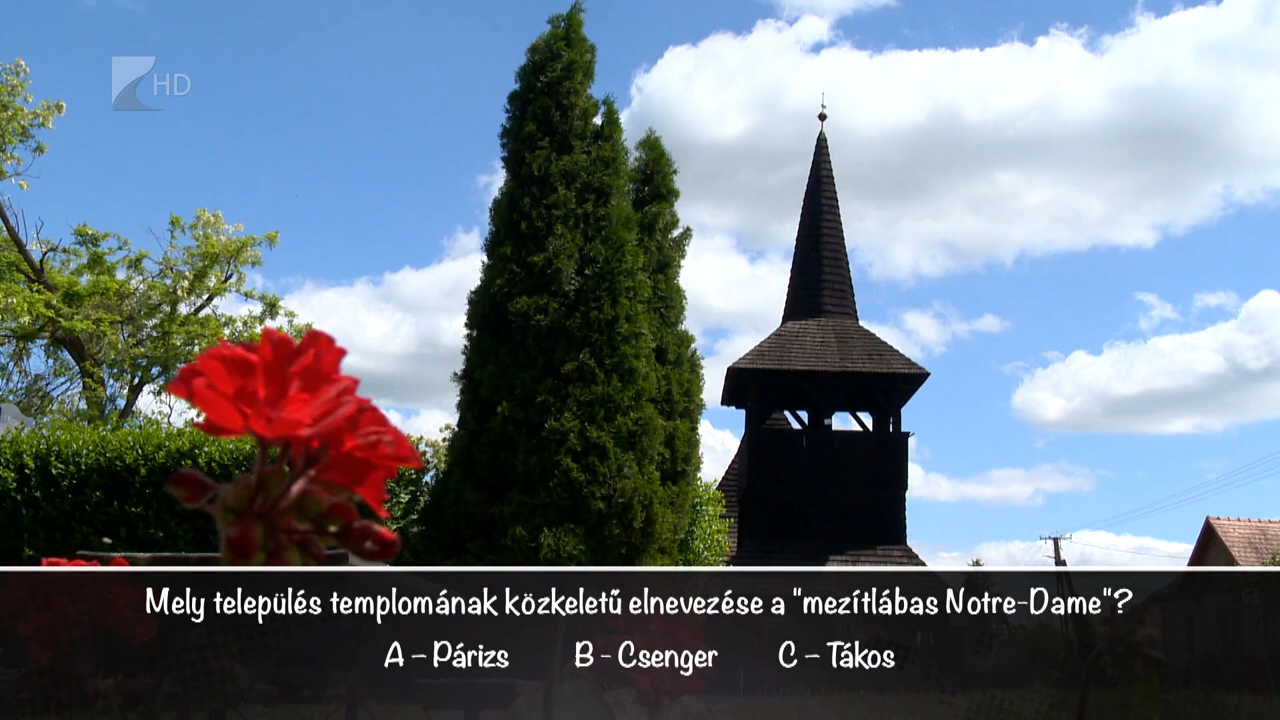 HD
Mely település templomának közkeletű elnevezése a "mezítlábas Notre-Dame"?
A – Párizs B - Csenger C – Tákos